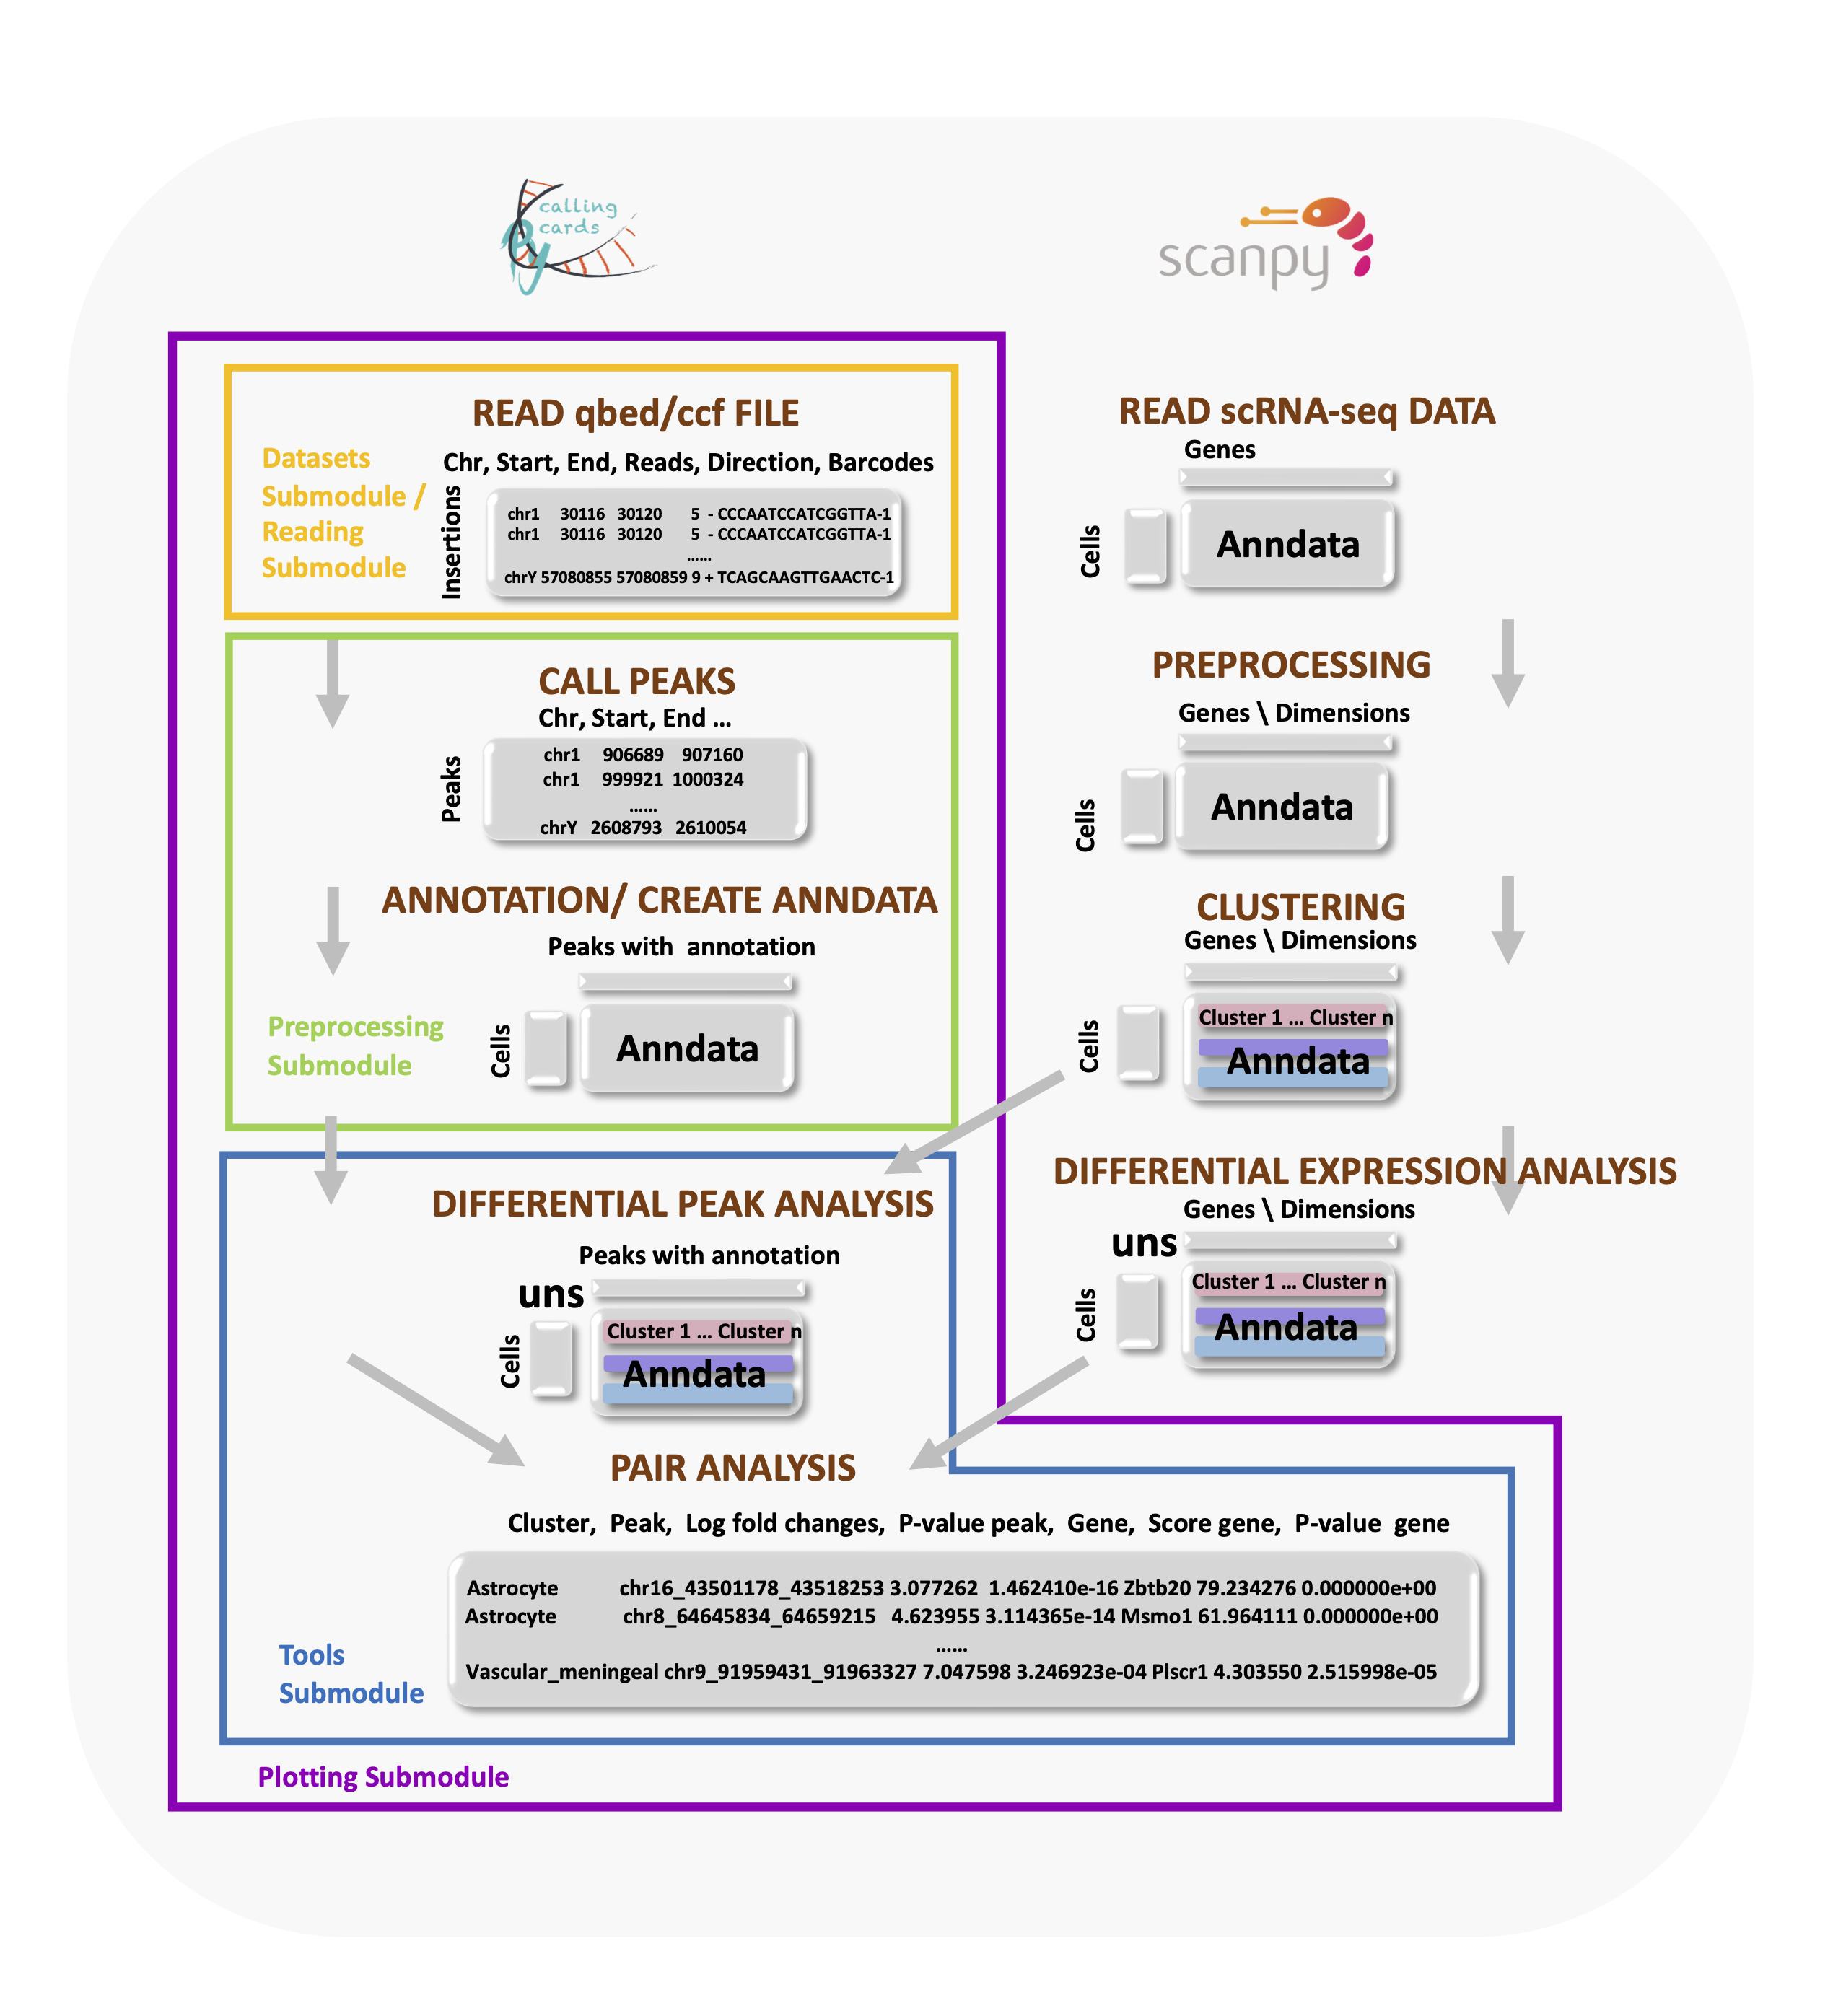 calling
cards
Py
scanpy
READ qbed/ccf FILE
Datasets
Submodule /
Reading
Submodule
Chr, Start, End, Reads, Direction, Barcodes
Insertions
chr1 30116 30120 5 - CCCAATCCATCGGTTA-1
chr1 30116 30120 5 - CCCAATCCATCGGTTA-1
......
chrY 57080855 57080859 9 + TCAGCAAGTTGAACTC-1
READ scRNA-seq DATA
Genes
Cells
Anndata
CALL PEAKS
Chr, Start, End ...
Peaks
chr1 906689 907160
chr1 999921 1000324
......
chrY 2608793 2610054
PREPROCESSING
Genes \ Dimensions
Cells
Anndata
ANNOTATION/ CREATE ANNDATA
Peaks with annotation
Cells
Anndata
Preprocessing
Submodule
CLUSTERING
Genes \ Dimensions
Cells
Cluster 1 ... Cluster n
Anndata
DIFFERENTIAL PEAK ANALYSIS
Peaks with annotation
uns
Cells
Cluster 1 ... Cluster n
Anndata
DIFFERENTIAL EXPRESSION ANALYSIS
Genes \ Dimensions
uns
Cells
Cluster 1 ... Cluster n
Anndata
PAIR ANALYSIS
Cluster, Peak, Log fold changes, P-value peak, Gene, Score gene, P-value gene
Astrocyte chr16_43501178_43518253 3.077262 1.462410e-16 Zbtb20 79.234276 0.000000e+00
Astrocyte chr8_64645834_64659215 4.623955 3.114365e-14 Msmo1 61.964111 0.000000e+00
......
Vascular_meningeal chr9_91959431_91963327 7.047598 3.246923e-04 Plscr1 4.303550 2.515998e-05
Tools
Submodule
Plotting Submodule